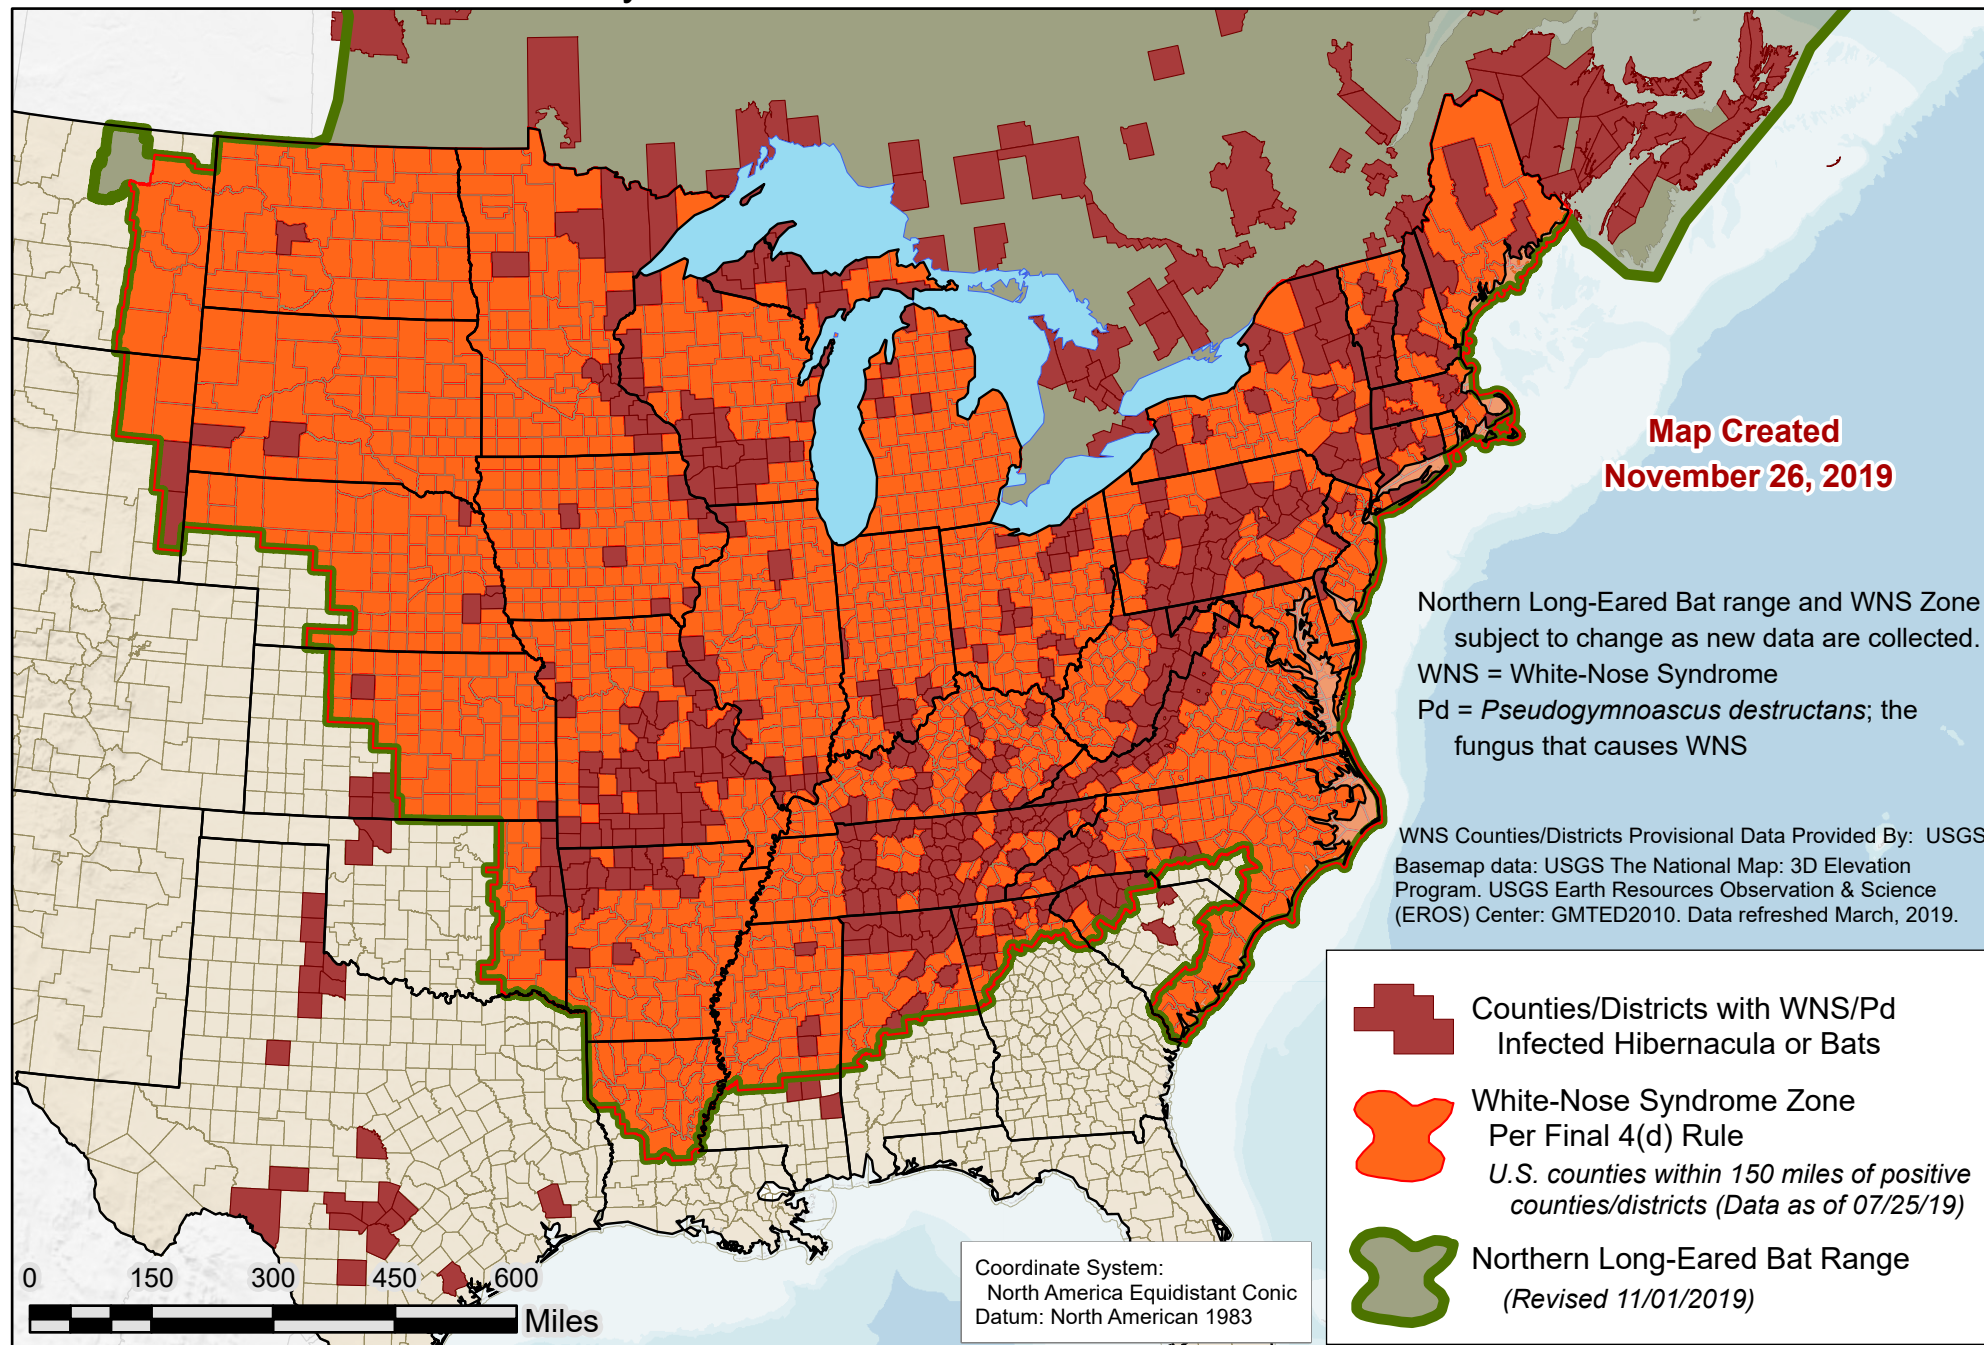 Map Created
November 26, 2019
Northern Long-Eared Bat range and WNS Zone
subject to change as new data are collected.
WNS = White-Nose Syndrome
Pd = Pseudogymnoascus destructans; the
fungus that causes WNS
WNS Counties/Districts Provisional Data Provided By: USGS
Basemap data: USGS The National Map: 3D Elevation
Program. USGS Earth Resources Observation & Science
(EROS) Center: GMTED2010. Data refreshed March, 2019.
Counties/Districts with WNS/Pd
Infected Hibernacula or Bats
White-Nose Syndrome Zone
Per Final 4(d) Rule
U.S. counties within 150 miles of positive
counties/districts (Data as of 07/25/19)
Northern Long-Eared Bat Range
(Revised 11/01/2019)
Coordinate System:
North America Equidistant Conic
Datum: North American 1983
0 150 300 450 600
Miles